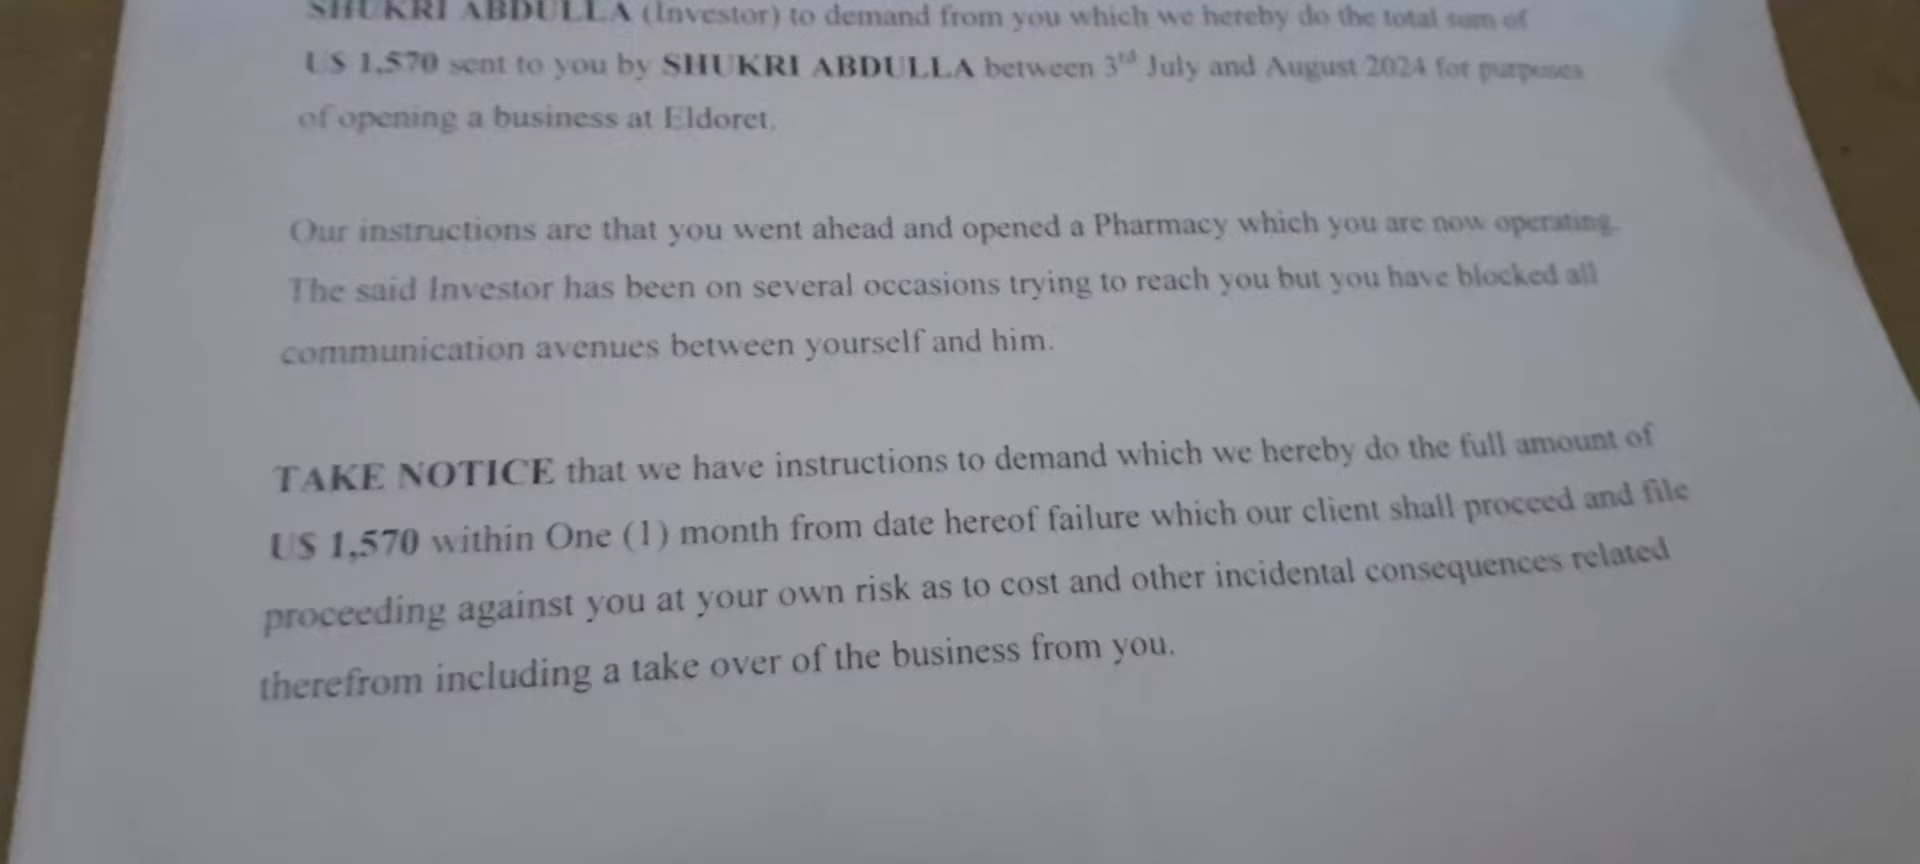 SHUKRI ABDULLA (Investor) to demand from you which we hereby do the total sum of
US 1,570 sent to you by SHUKRI ABDULLA between 3rd July and August 2024 for purposes
of opening a business at Eldoret.
Our instructions are that you went ahead and opened a Pharmacy which you are now operating.
The said Investor has been on several occasions trying to reach you but you have blocked all
communication avenues between yourself and him.
TAKE NOTICE that we have instructions to demand which we hereby do the full amount of
US 1,570 within One (1) month from date hereof failure which our client shall proceed and file
proceeding against you at your own risk as to cost and other incidental consequences related
therefrom including a take over of the business from you.